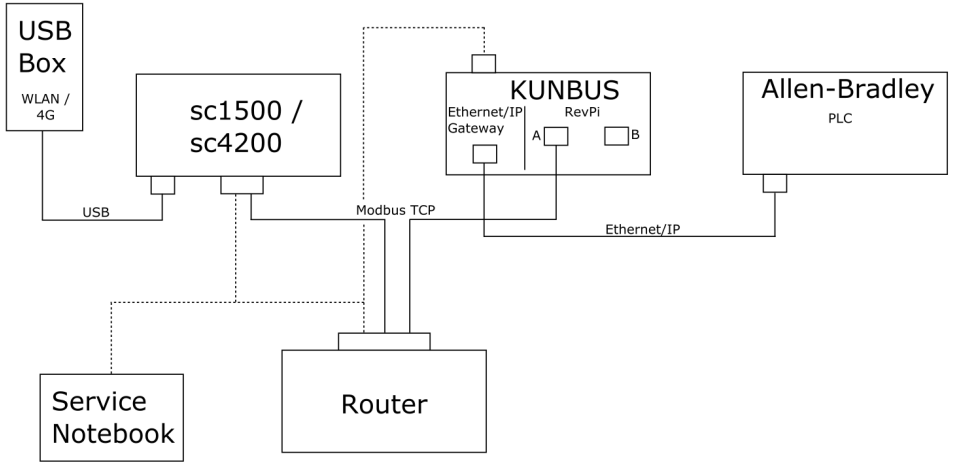 USB
Box
WLAN /
4G
sc1500 /
sc4200
KUNBUS
Ethernet/IP
Gateway
RevPi
A
B
Allen-Bradley
PLC
USB
Modbus TCP
Ethernet/IP
Service
Notebook
Router